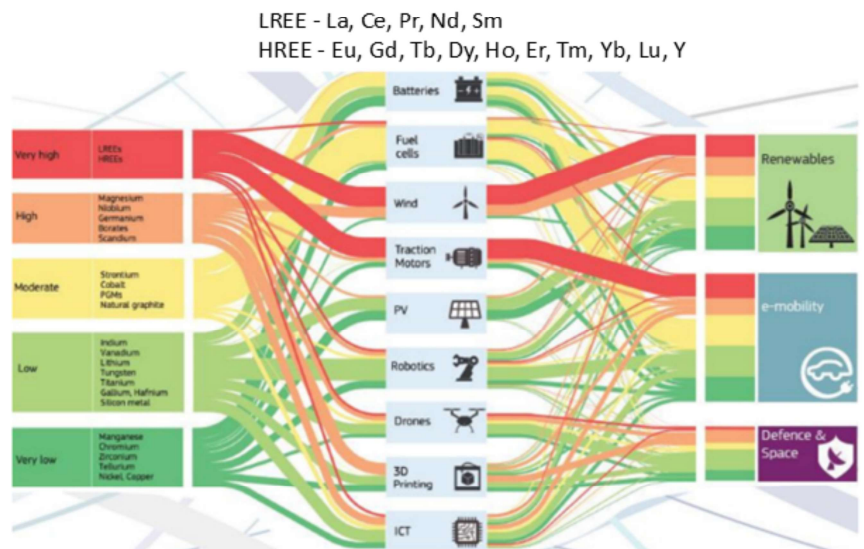 LREE - La, Ce, Pr, Nd, Sm
HREE - Eu, Gd, Tb, Dy, Ho, Er, Tm, Yb, Lu, Y
Very high
LREEs
HREEs
High
Magnesium
Niobium
Germanium
Borates
Scandium
Moderate
Strontium
Cobalt
PGMs
Natural graphite
Low
Indium
Vanadium
Lithium
Tungsten
Titanium
Gallium, Hafnium
Silicon metal
Very low
Manganese
Chromium
Zirconium
Tellurium
Nickel, Copper
Batteries
Fuel
cells
Wind
Traction
Motors
PV
Robotics
Drones
3D
Printing
ICT
Renewables
e-mobility
Defence &
Space